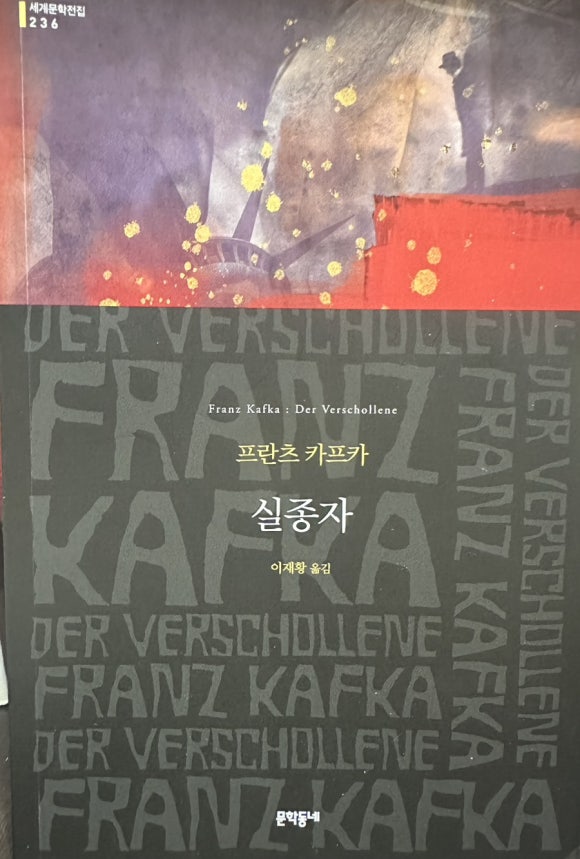 세계문학전집
236
DER VERSCHOLLENE
FRANZ
Franz Kafka : Der Verschollene
프란츠 카프카
KAFKA
실종자
이재황 옮김
DER VERSCHOLLENE
FRANZ KAFKA
DER VERSCHOLLENE
FRANZ KAFKA
FRANZ KAFKA
DER VERSCHOLLENE
문학동네